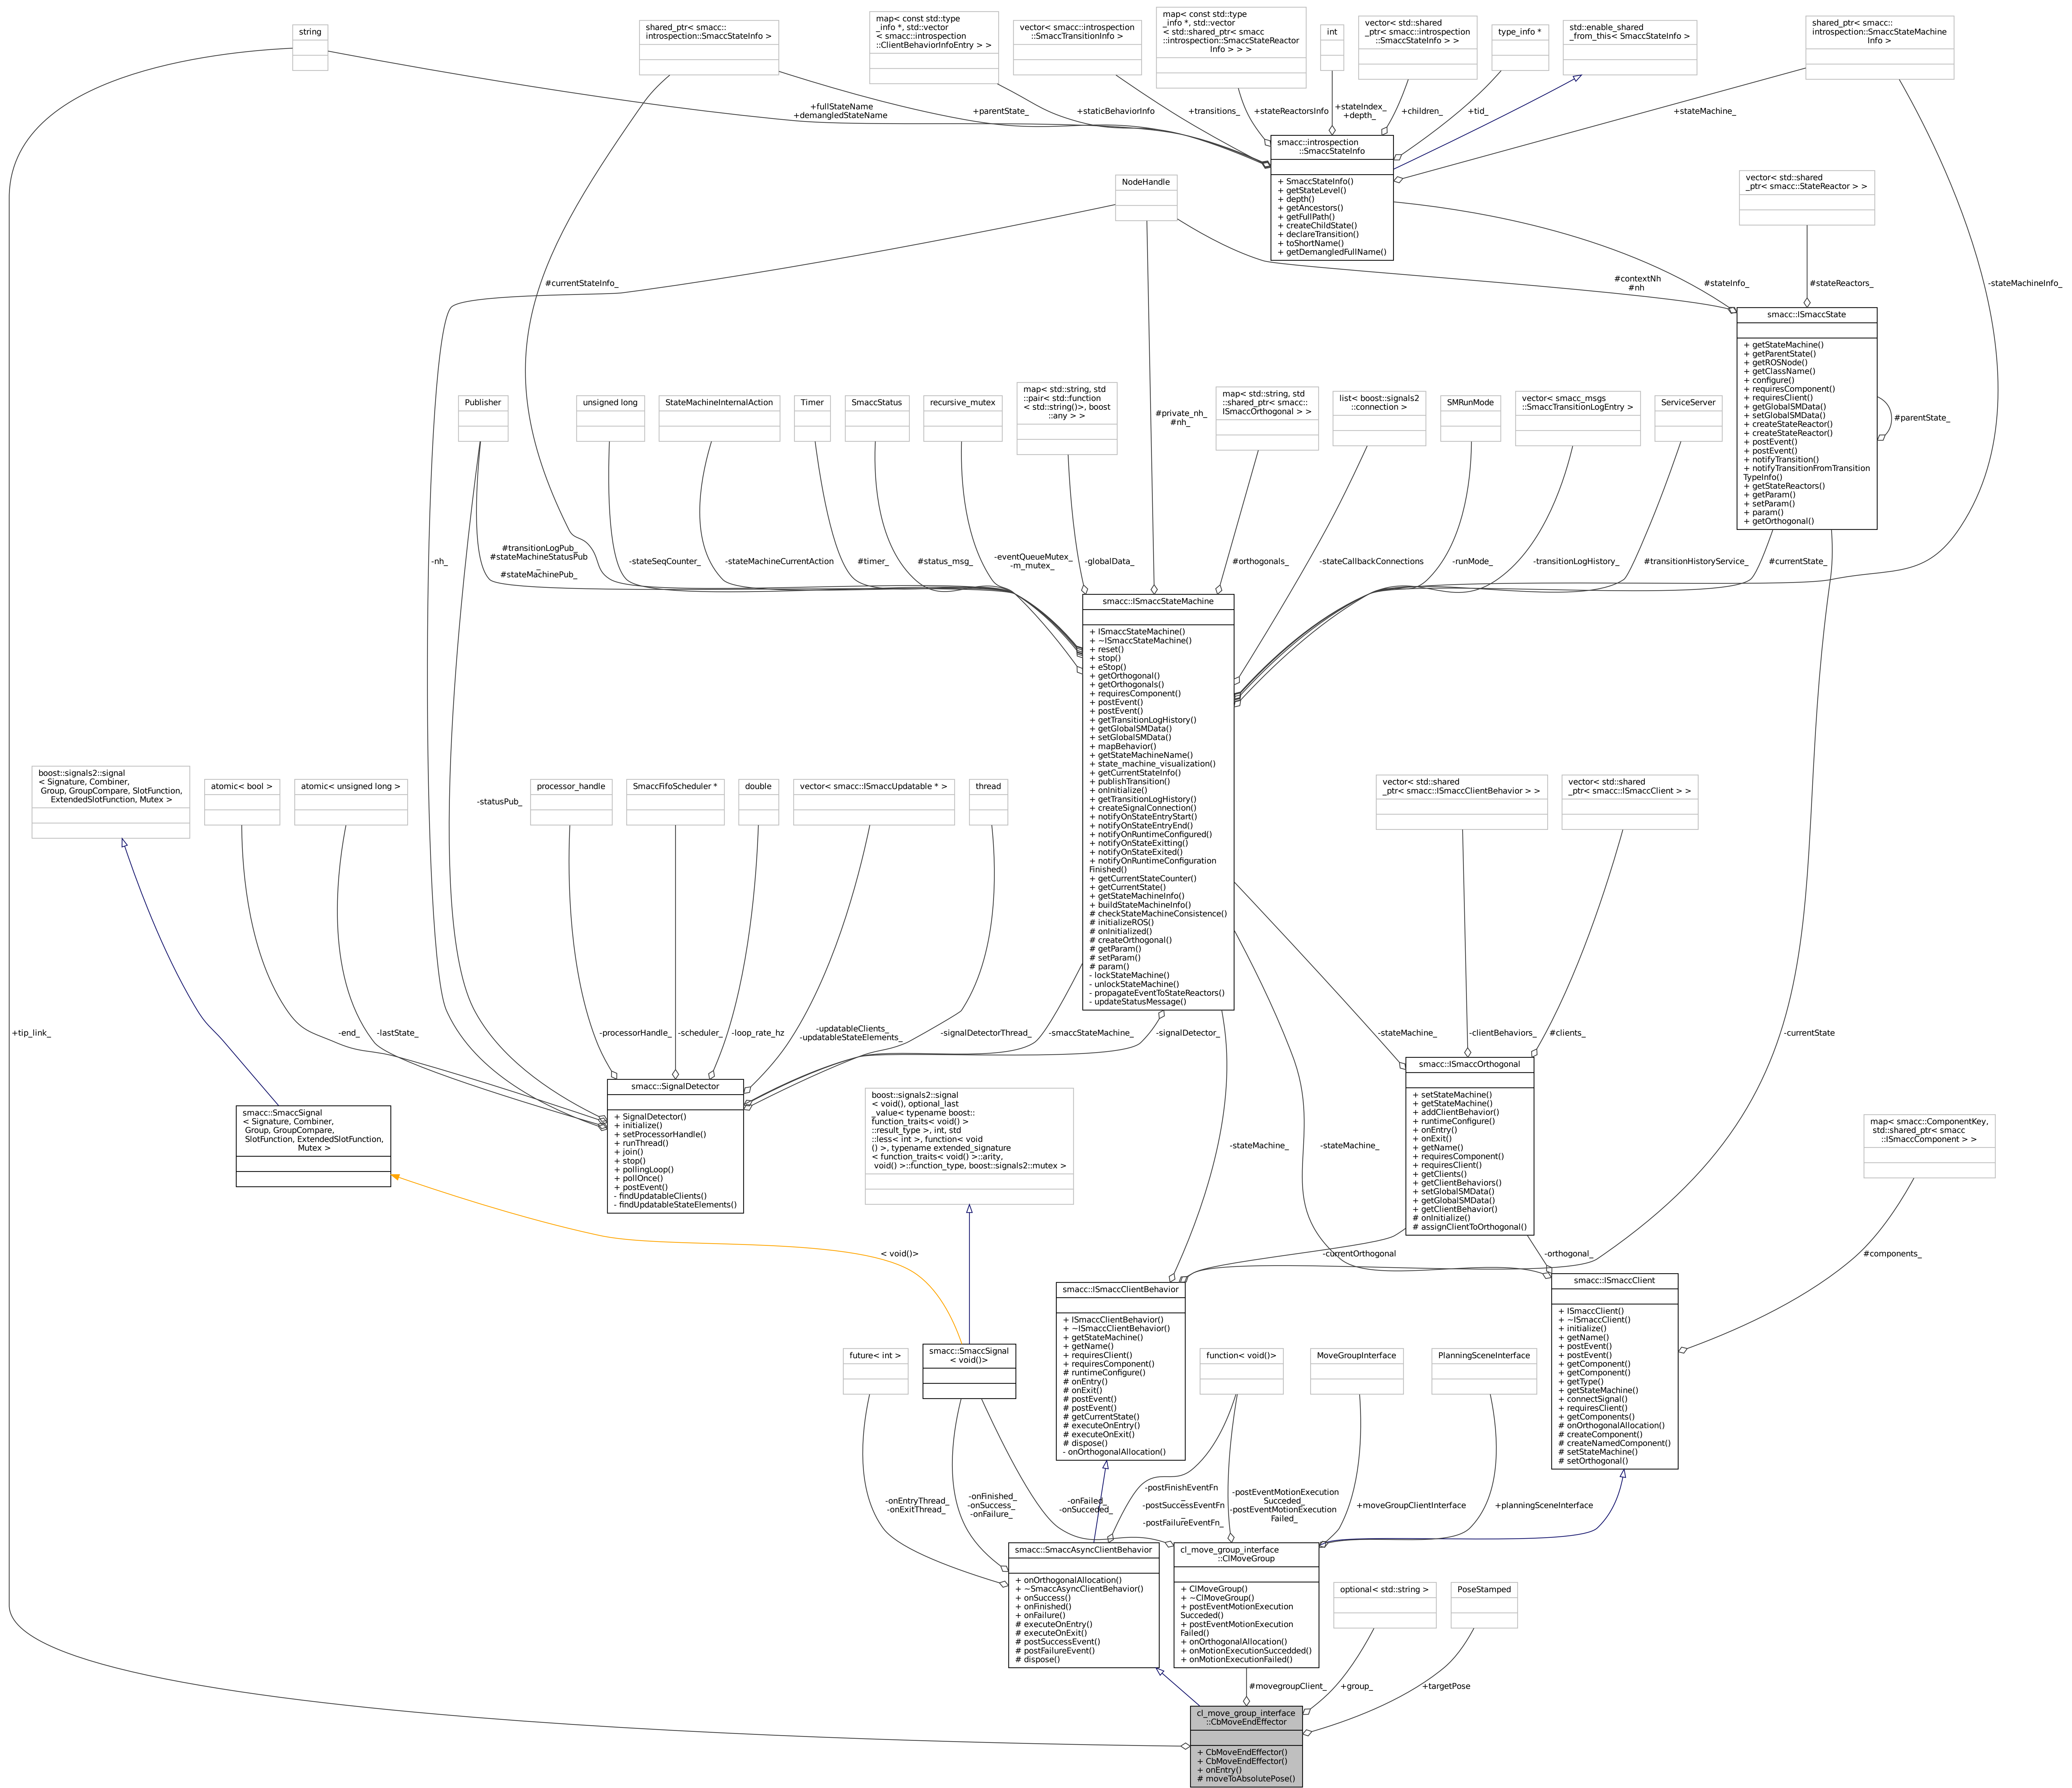 string
shared_ptr< smacc::
introspection::SmaccStateInfo >
map< const std::type
_info *, std::vector
< smacc::introspection
::ClientBehaviorInfoEntry > >
vector< smacc::introspection
::SmaccTransitionInfo >
map< const std::type
_info *, std::vector
< std::shared_ptr< smacc
::introspection::SmaccStateReactor
Info > > >
int
vector< std::shared
_ptr< smacc::introspection
::SmaccStateInfo > >
type_info *
std::enable_shared
_from_this< SmaccStateInfo >
shared_ptr< smacc::
introspection::SmaccStateMachine
Info >
+fullStateName
+demangledStateName
+parentState_
+staticBehaviorInfo
+transitions_
+stateReactorsInfo
+stateIndex_
+depth_
+children_
+tid_
+stateMachine_
smacc::introspection
::SmaccStateInfo
+ SmaccStateInfo()
+ getStateLevel()
+ depth()
+ getAncestors()
+ getFullPath()
+ createChildState()
+ declareTransition()
+ toShortName()
+ getDemangledFullName()
NodeHandle
vector< std::shared
_ptr< smacc::StateReactor > >
#currentStateInfo_
#contextNh
#nh
#stateInfo_
#stateReactors_
-stateMachineInfo_
smacc::ISmaccState
+ getStateMachine()
+ getParentState()
+ getROSNode()
+ getClassName()
+ configure()
+ requiresComponent()
+ requiresClient()
+ getGlobalSMData()
+ setGlobalSMData()
+ createStateReactor()
+ createStateReactor()
+ postEvent()
+ postEvent()
+ notifyTransition()
+ notifyTransitionFromTransition
TypeInfo()
+ getStateReactors()
+ getParam()
+ setParam()
+ param()
+ getOrthogonal()
#parentState_
Publisher
unsigned long
StateMachineInternalAction
Timer
SmaccStatus
recursive_mutex
map< std::string, std
::pair< std::function
< std::string()>, boost
::any > >
#private_nh_
#nh_
map< std::string, std
::shared_ptr< smacc::
ISmaccOrthogonal > >
list< boost::signals2
::connection >
SMRunMode
vector< smacc_msgs
::SmaccTransitionLogEntry >
ServiceServer
-nh_
#transitionLogPub_
#stateMachineStatusPub
_
#stateMachinePub_
-stateSeqCounter_
-stateMachineCurrentAction
#timer_
#status_msg_
-eventQueueMutex_
-m_mutex_
-globalData_
#orthogonals_
-stateCallbackConnections
-runMode_
-transitionLogHistory_
#transitionHistoryService_
#currentState_
smacc::ISmaccStateMachine
+ ISmaccStateMachine()
+ ~ISmaccStateMachine()
+ reset()
+ stop()
+ eStop()
+ getOrthogonal()
+ getOrthogonals()
+ requiresComponent()
+ postEvent()
+ postEvent()
+ getTransitionLogHistory()
+ getGlobalSMData()
+ setGlobalSMData()
+ mapBehavior()
+ getStateMachineName()
+ state_machine_visualization()
+ getCurrentStateInfo()
+ publishTransition()
+ onInitialize()
+ getTransitionLogHistory()
+ createSignalConnection()
+ notifyOnStateEntryStart()
+ notifyOnStateEntryEnd()
+ notifyOnRuntimeConfigured()
+ notifyOnStateExitting()
+ notifyOnStateExited()
+ notifyOnRuntimeConfiguration
Finished()
+ getCurrentStateCounter()
+ getCurrentState()
+ getStateMachineInfo()
+ buildStateMachineInfo()
# checkStateMachineConsistence()
# initializeROS()
# onInitialized()
# createOrthogonal()
# getParam()
# setParam()
# param()
- lockStateMachine()
- unlockStateMachine()
- propagateEventToStateReactors()
- updateStatusMessage()
boost::signals2::signal
< Signature, Combiner,
Group, GroupCompare, SlotFunction,
ExtendedSlotFunction, Mutex >
atomic< bool >
atomic< unsigned long >
-statusPub_
processor_handle
SmaccFifoScheduler *
double
vector< smacc::ISmaccUpdatable * >
thread
vector< std::shared
_ptr< smacc::ISmaccClientBehavior > >
vector< std::shared
_ptr< smacc::ISmaccClient > >
+tip_link_
-end_
-lastState_
-processorHandle_
-scheduler_
-loop_rate_hz
-updatableClients_
-updatableStateElements_
-signalDetectorThread_
-smaccStateMachine_
-signalDetector_
-stateMachine_
-clientBehaviors_
#clients_
-currentState
smacc::SignalDetector
+ SignalDetector()
+ initialize()
+ setProcessorHandle()
+ runThread()
+ join()
+ stop()
+ pollingLoop()
+ pollOnce()
+ postEvent()
- findUpdatableClients()
- findUpdatableStateElements()
smacc::SmaccSignal
< Signature, Combiner,
Group, GroupCompare,
SlotFunction, ExtendedSlotFunction,
Mutex >
boost::signals2::signal
< void(), optional_last
_value< typename boost::
function_traits< void() >
::result_type >, int, std
::less< int >, function< void
() >, typename extended_signature
< function_traits< void() >::arity,
void() >::function_type, boost::signals2::mutex >
smacc::ISmaccOrthogonal
+ setStateMachine()
+ getStateMachine()
+ addClientBehavior()
+ runtimeConfigure()
+ onEntry()
+ onExit()
+ getName()
+ requiresComponent()
+ requiresClient()
+ getClients()
+ getClientBehaviors()
+ setGlobalSMData()
+ getGlobalSMData()
+ getClientBehavior()
# onInitialize()
# assignClientToOrthogonal()
map< smacc::ComponentKey,
std::shared_ptr< smacc
::ISmaccComponent > >
-stateMachine_
-stateMachine_
< void()>
-currentOrthogonal
-orthogonal_
#components_
smacc::ISmaccClientBehavior
+ ISmaccClientBehavior()
+ ~ISmaccClientBehavior()
+ getStateMachine()
+ getName()
+ requiresClient()
+ requiresComponent()
# runtimeConfigure()
# onEntry()
# onExit()
# postEvent()
# postEvent()
# getCurrentState()
# executeOnEntry()
# executeOnExit()
# dispose()
- onOrthogonalAllocation()
smacc::ISmaccClient
+ ISmaccClient()
+ ~ISmaccClient()
+ initialize()
+ getName()
+ postEvent()
+ postEvent()
+ getComponent()
+ getComponent()
+ getType()
+ getStateMachine()
+ connectSignal()
+ requiresClient()
+ getComponents()
# onOrthogonalAllocation()
# createComponent()
# createNamedComponent()
# setStateMachine()
# setOrthogonal()
future< int >
smacc::SmaccSignal
< void()>
function< void()>
MoveGroupInterface
PlanningSceneInterface
-onEntryThread_
-onExitThread_
-onFinished_
-onSuccess_
-onFailure_
-onFailed_
-onSucceded_
-postFinishEventFn
_
-postSuccessEventFn
_
-postFailureEventFn_
-postEventMotionExecution
Succeded_
-postEventMotionExecution
Failed_
+moveGroupClientInterface
+planningSceneInterface
smacc::SmaccAsyncClientBehavior
+ onOrthogonalAllocation()
+ ~SmaccAsyncClientBehavior()
+ onSuccess()
+ onFinished()
+ onFailure()
# executeOnEntry()
# executeOnExit()
# postSuccessEvent()
# postFailureEvent()
# dispose()
cl_move_group_interface
::ClMoveGroup
+ ClMoveGroup()
+ ~ClMoveGroup()
+ postEventMotionExecution
Succeded()
+ postEventMotionExecution
Failed()
+ onOrthogonalAllocation()
+ onMotionExecutionSuccedded()
+ onMotionExecutionFailed()
optional< std::string >
PoseStamped
#movegroupClient_
+group_
+targetPose
cl_move_group_interface
::CbMoveEndEffector
+ CbMoveEndEffector()
+ CbMoveEndEffector()
+ onEntry()
# moveToAbsolutePose()